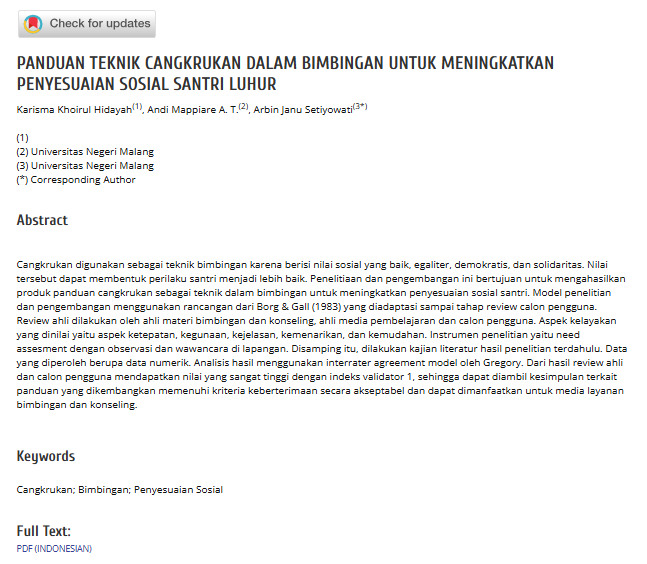 Check for updates
PANDUAN TEKNIK CANGKRUKAN DALAM BIMBINGAN UNTUK MENINGKATKAN
PENYESUAIAN SOSIAL SANTRI LUHUR
Karisma Khoirul Hidayah(1), Andi Mappiare A. T.(2), Arbin Janu Setiyowati(3*)
(1)
(2) Universitas Negeri Malang
(3) Universitas Negeri Malang
(*) Corresponding Author
Abstract
Cangkrukan digunakan sebagai teknik bimbingan karena berisi nilai sosial yang baik, egaliter, demokratis, dan solidaritas. Nilai
tersebut dapat membentuk perilaku santri menjadi lebih baik. Penelitiaan dan pengembangan ini bertujuan untuk mengahasilkan
produk panduan cangkrukan sebagai teknik dalam bimbingan untuk meningkatkan penyesuaian sosial santri. Model penelitian
dan pengembangan menggunakan rancangan dari Borg & Gall (1983) yang diadaptasi sampai tahap review calon pengguna.
Review ahli dilakukan oleh ahli materi bimbingan dan konseling, ahli media pembelajaran dan calon pengguna. Aspek kelayakan
yang dinilai yaitu aspek ketepatan, kegunaan, kejelasan, kemenarikan, dan kemudahan. Instrumen penelitian yaitu need
assesment dengan observasi dan wawancara di lapangan. Disamping itu, dilakukan kajian literatur hasil penelitian terdahulu. Data
yang diperoleh berupa data numerik. Analisis hasil menggunakan interrater agreement model oleh Gregory. Dari hasil review ahli
dan calon pengguna mendapatkan nilai yang sangat tinggi dengan indeks validator 1, sehingga dapat diambil kesimpulan terkait
panduan yang dikembangkan memenuhi kriteria keberterimaan secara akseptabel dan dapat dimanfaatkan untuk media layanan
bimbingan dan konseling.
Keywords
Cangkrukan; Bimbingan; Penyesuaian Sosial
Full Text:
PDF (INDONESIAN)